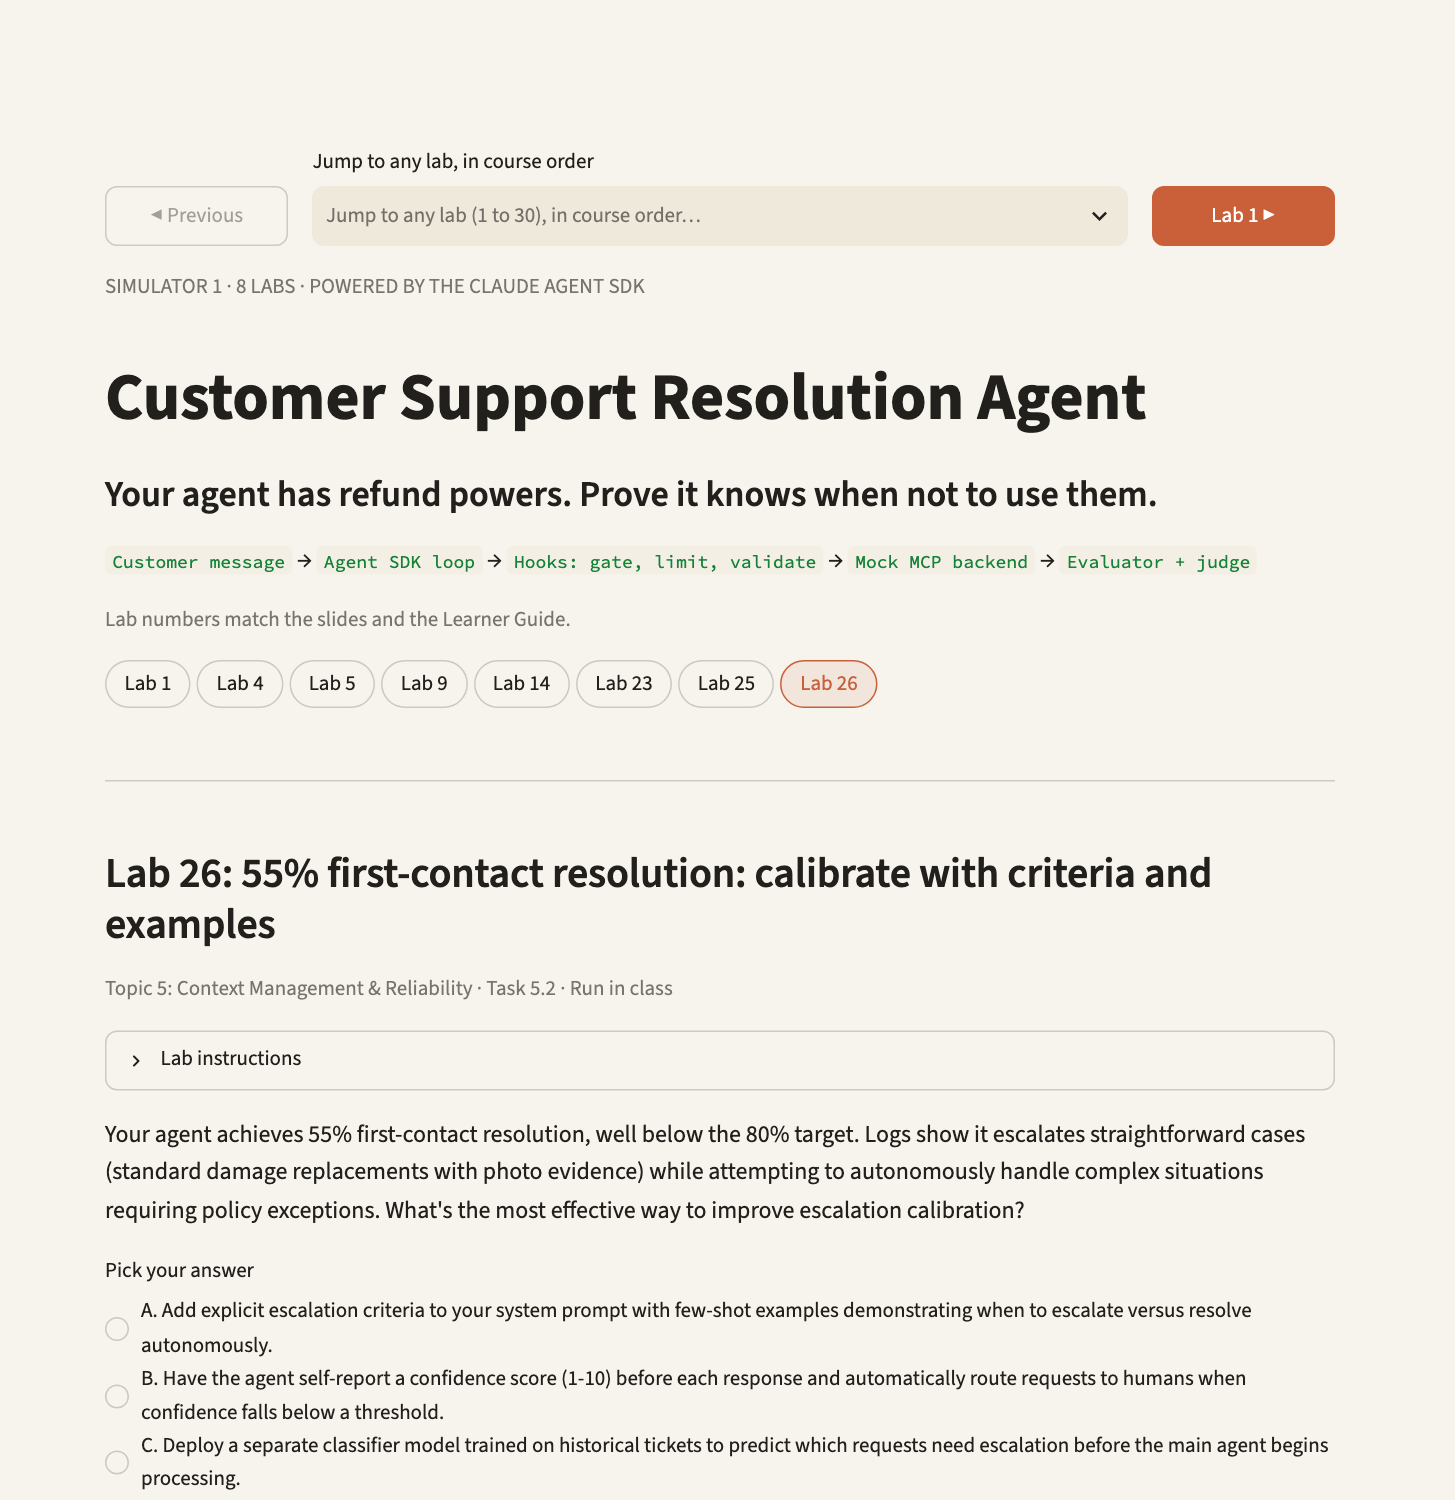 Jump to any lab, in course order
◀ Previous
Jump to any lab (1 to 30), in course order...
Lab 1 ▶
SIMULATOR 1 · 8 LABS · POWERED BY THE CLAUDE AGENT SDK
Customer Support Resolution Agent
Your agent has refund powers. Prove it knows when not to use them.
Customer message → Agent SDK loop → Hooks: gate, limit, validate → Mock MCP backend → Evaluator + judge
Lab numbers match the slides and the Learner Guide.
Lab 1 Lab 4 Lab 5 Lab 9 Lab 14 Lab 23 Lab 25 Lab 26
Lab 26: 55% first-contact resolution: calibrate with criteria and
examples
Topic 5: Context Management & Reliability · Task 5.2 · Run in class
Lab instructions
Your agent achieves 55% first-contact resolution, well below the 80% target. Logs show it escalates straightforward cases
(standard damage replacements with photo evidence) while attempting to autonomously handle complex situations
requiring policy exceptions. What's the most effective way to improve escalation calibration?
Pick your answer
A. Add explicit escalation criteria to your system prompt with few-shot examples demonstrating when to escalate versus resolve
autonomously.
B. Have the agent self-report a confidence score (1-10) before each response and automatically route requests to humans when
confidence falls below a threshold.
C. Deploy a separate classifier model trained on historical tickets to predict which requests need escalation before the main agent begins
processing.